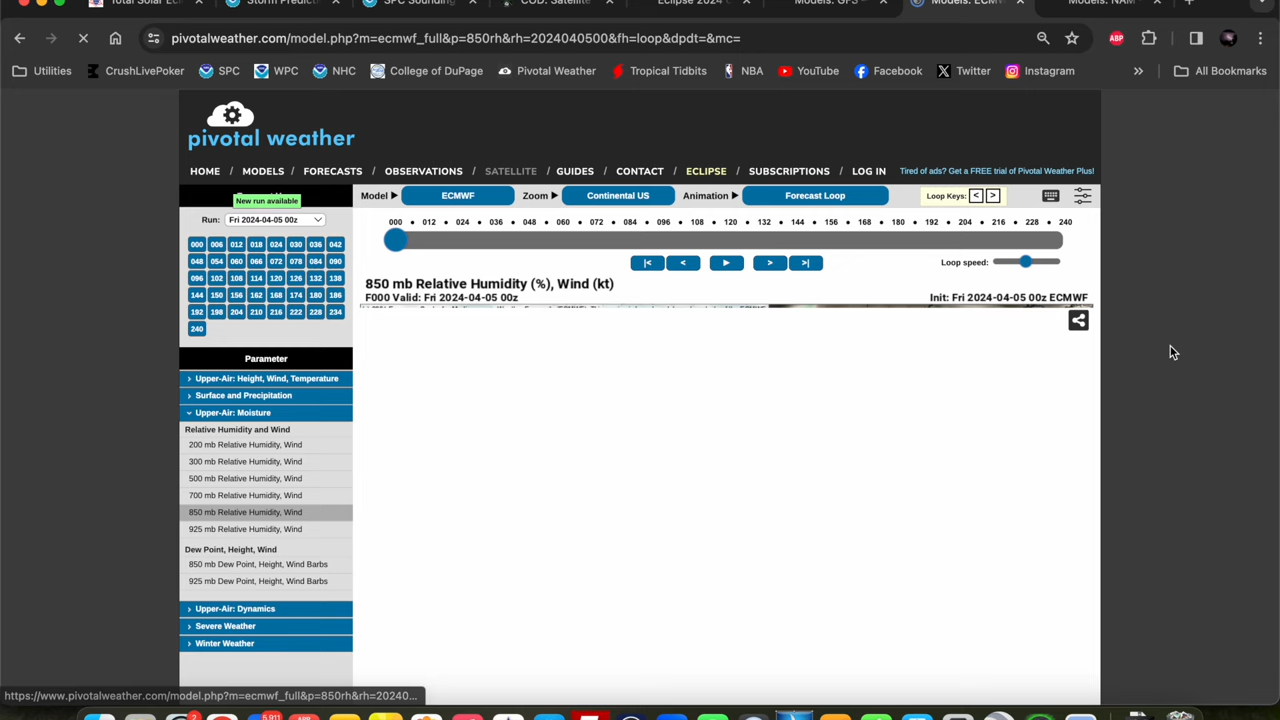 Total Solar Ecli
Storm Predict
SPC Sounding
COD: Satellite
Eclipse 2024 c
Models: GFS –
Models: ECMW
Models: NAM –
pivotalweather.com/model.php?m=ecmwf_full&p=850rh&rh=2024040500&fh=loop&dpdt=&mc=
ABP
Utilities CrushLivePoker SPC WPC NHC College of DuPage Pivotal Weather Tropical Tidbits NBA YouTube Facebook Twitter Instagram » All Bookmarks
pivotal weather
HOME / MODELS / FORECASTS / OBSERVATIONS / SATELLITE / GUIDES / CONTACT / ECLIPSE / SUBSCRIPTIONS / LOG IN Tired of ads? Get a FREE trial of Pivotal Weather Plus!
New run available
Model ECMWF Zoom Continental US Animation Forecast Loop Loop Keys: < >
Run: Fri 2024-04-05 00z
000 • 012 • 024 • 036 • 048 • 060 • 072 • 084 • 096 • 108 • 120 • 132 • 144 • 156 • 168 • 180 • 192 • 204 • 216 • 228 • 240
000 006 012 018 024 030 036 042
048 054 060 066 072 078 084 090
096 102 108 114 120 126 132 138
144 150 156 162 168 174 180 186
192 198 204 210 216 222 228 234
240
|< < > >| Loop speed:
850 mb Relative Humidity (%), Wind (kt)
F000 Valid: Fri 2024-04-05 00z Init: Fri 2024-04-05 00z ECMWF
Parameter
Upper-Air: Height, Wind, Temperature
Surface and Precipitation
Upper-Air: Moisture
Relative Humidity and Wind
200 mb Relative Humidity, Wind
300 mb Relative Humidity, Wind
500 mb Relative Humidity, Wind
700 mb Relative Humidity, Wind
850 mb Relative Humidity, Wind
925 mb Relative Humidity, Wind
Dew Point, Height, Wind
850 mb Dew Point, Height, Wind Barbs
925 mb Dew Point, Height, Wind Barbs
Upper-Air: Dynamics
Severe Weather
Winter Weather
https://www.pivotalweather.com/model.php?m=ecmwf_full&p=850rh&rh=20240...
2
5,811